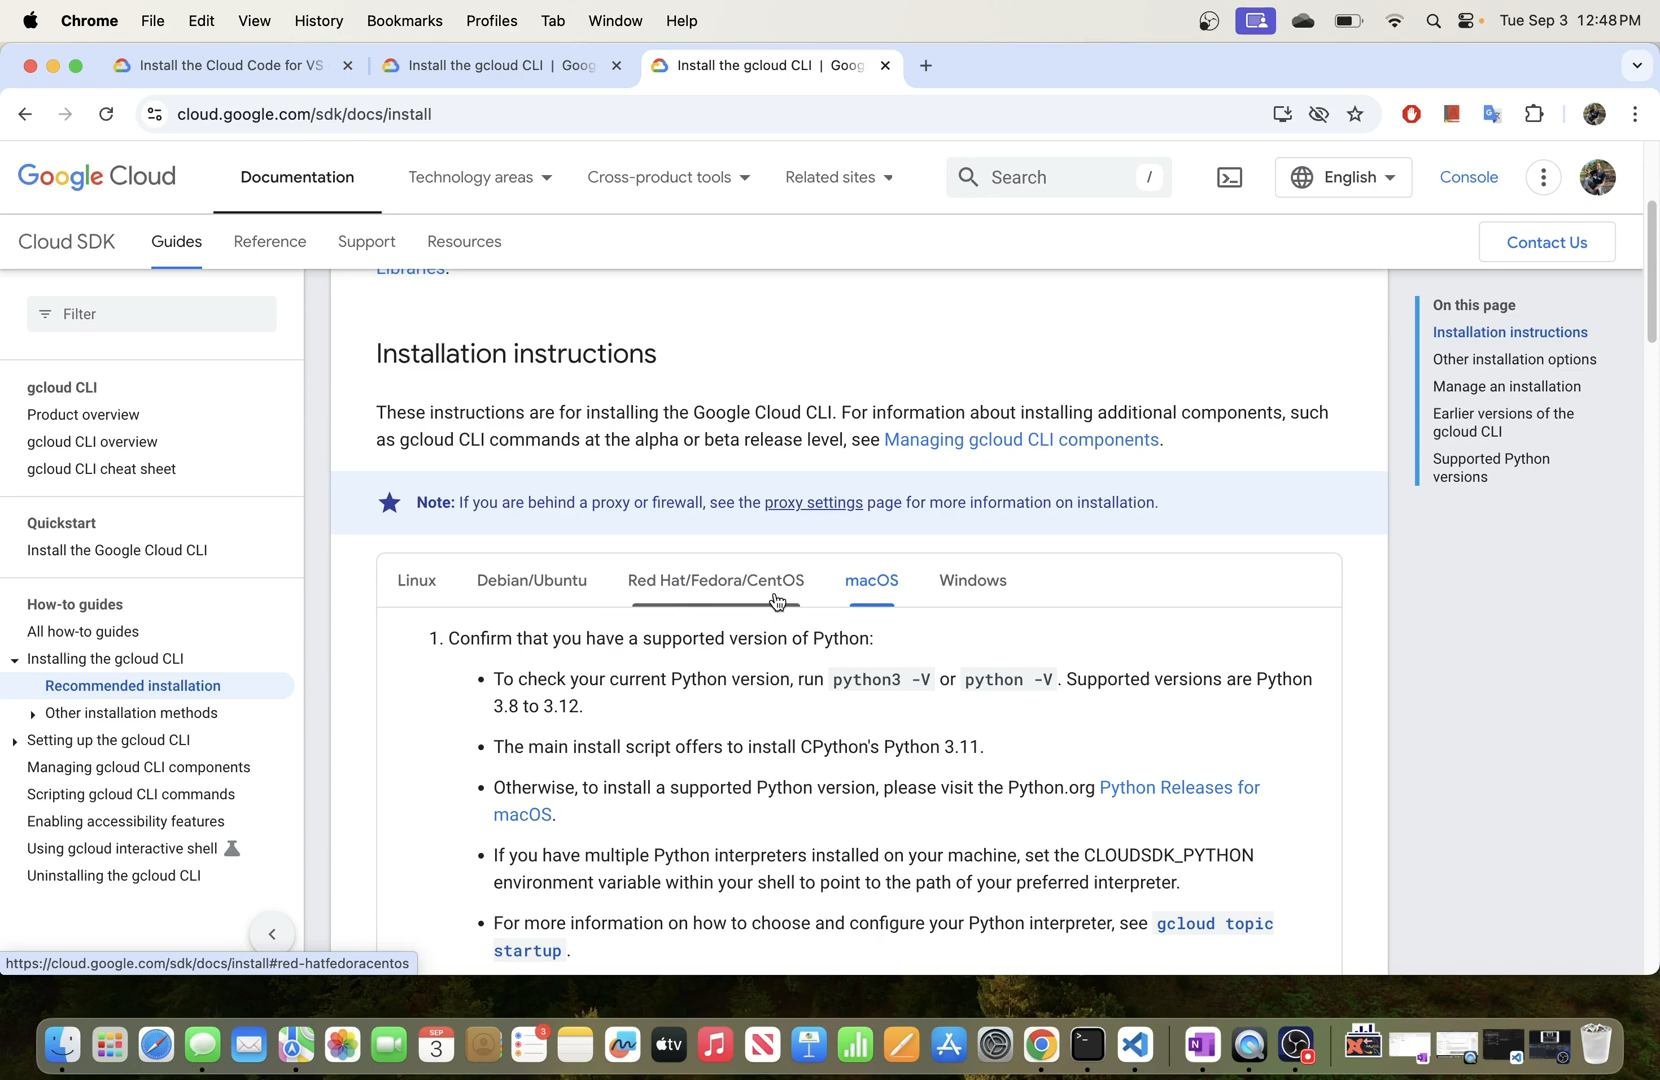 Chrome File Edit View History Bookmarks Profiles Tab Window Help Tue Sep 3 12:48 PM
Install the Cloud Code for VS Install the gcloud CLI | Goog Install the gcloud CLI | Goog
cloud.google.com/sdk/docs/install
Google Cloud Documentation Technology areas Cross-product tools Related sites Search / English Console
Cloud SDK Guides Reference Support Resources Contact Us
Filter
gcloud CLI
Product overview
gcloud CLI overview
gcloud CLI cheat sheet
Quickstart
Install the Google Cloud CLI
How-to guides
All how-to guides
Installing the gcloud CLI
Recommended installation
Other installation methods
Setting up the gcloud CLI
Managing gcloud CLI components
Scripting gcloud CLI commands
Enabling accessibility features
Using gcloud interactive shell
Uninstalling the gcloud CLI
https://cloud.google.com/sdk/docs/install#red-hatfedoracentos
Libraries.
Installation instructions
These instructions are for installing the Google Cloud CLI. For information about installing additional components, such
as gcloud CLI commands at the alpha or beta release level, see Managing gcloud CLI components.
Note: If you are behind a proxy or firewall, see the proxy settings page for more information on installation.
Linux Debian/Ubuntu Red Hat/Fedora/CentOS macOS Windows
1. Confirm that you have a supported version of Python:
• To check your current Python version, run python3 -V or python -V. Supported versions are Python
3.8 to 3.12.
• The main install script offers to install CPython's Python 3.11.
• Otherwise, to install a supported Python version, please visit the Python.org Python Releases for
macOS.
• If you have multiple Python interpreters installed on your machine, set the CLOUDSDK_PYTHON
environment variable within your shell to point to the path of your preferred interpreter.
• For more information on how to choose and configure your Python interpreter, see gcloud topic
startup.
On this page
Installation instructions
Other installation options
Manage an installation
Earlier versions of the
gcloud CLI
Supported Python
versions
SEP
3
3
tv
N